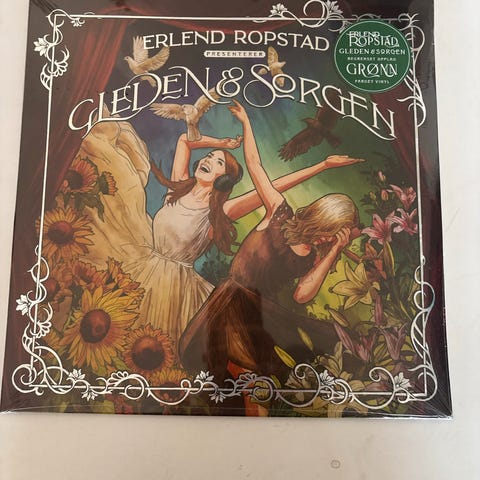 ERLEND ROPSTAD
PRESENTERER
GLEDEN & SORGEN
ERLEND
ROPSTAD
GLEDEN & SORGEN
BEGRENSET OPPLAG
GRØNN
FARGET VINYL